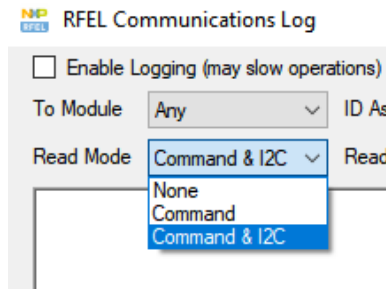 NXP
RFEL
RFEL Communications Log
Enable Logging (may slow operations)
To Module Any ID As
Read Mode Command & I2C Read
None
Command
Command & I2C